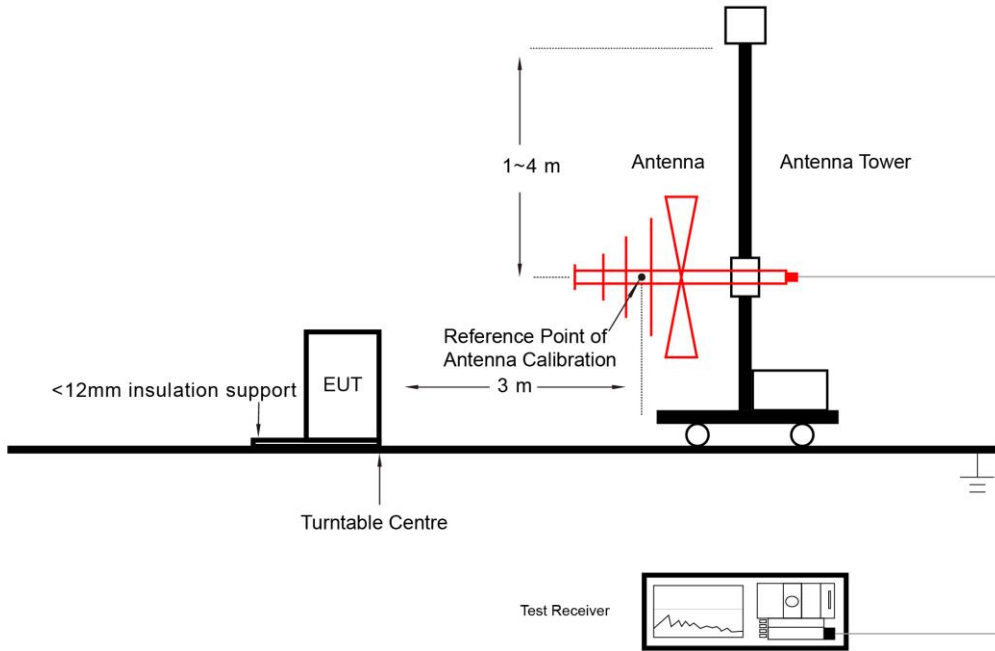 1~4 m
Antenna
Antenna Tower
Reference Point of
Antenna Calibration
3 m
<12mm insulation support
EUT
Turntable Centre
Test Receiver